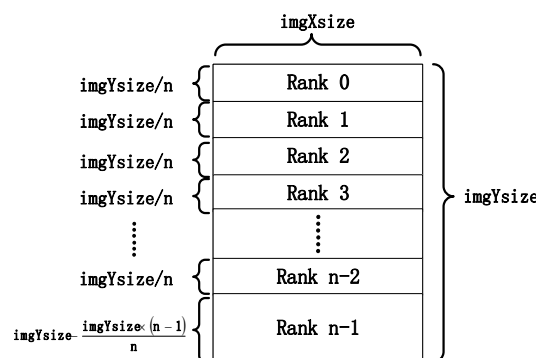 imgXsize
imgYsize/n Rank 0
imgYsize/n Rank 1
imgYsize/n Rank 2
imgYsize/n Rank 3
imgYsize
imgYsize/n Rank n-2
imgYsize- imgYsize×(n-1)/n Rank n-1